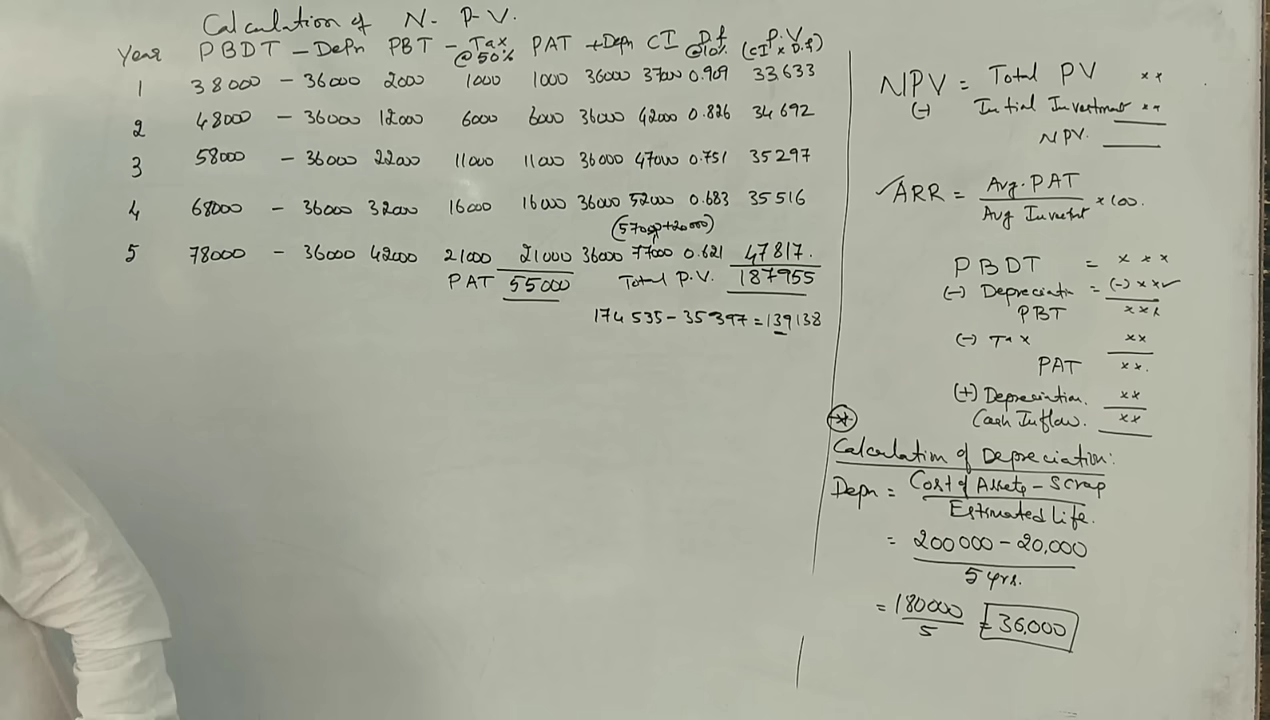 Calculation of N. P. V.
Year PBDT - Depn PBT - Tax @50% PAT + Depn CI D.f @10% P.V (CI x D.f)
1 38000 - 36000 2000 1000 1000 36000 37000 0.909 33633
2 48000 - 36000 12000 6000 6000 36000 42000 0.826 34692
3 58000 - 36000 22000 11000 11000 36000 47000 0.751 35297
4 68000 - 36000 32000 16000 16000 36000 52000 0.683 35516
(57000+20000)
5 78000 - 36000 42000 21000 21000 36000 77000 0.621 47817.
PAT 55000 Total P.V. 187955
174535-35397=139138
NPV = Total PV xx
(-) Initial Investment xx
NPV.
✓ARR = Avg. PAT
Avg Investmt x 100.
PBDT = xxx
(-) Depreciatin = (-) xx✓
PBT xxx
(-) Tax xx
PAT xx.
(+) Depreciation. xx
Cash Inflow. xx
Calculation of Depreciation:
Depn = Cost of Assets - Scrap
Estimated Life.
= 200000 - 20,000
5 yrs.
= 180000
5
= 36,000